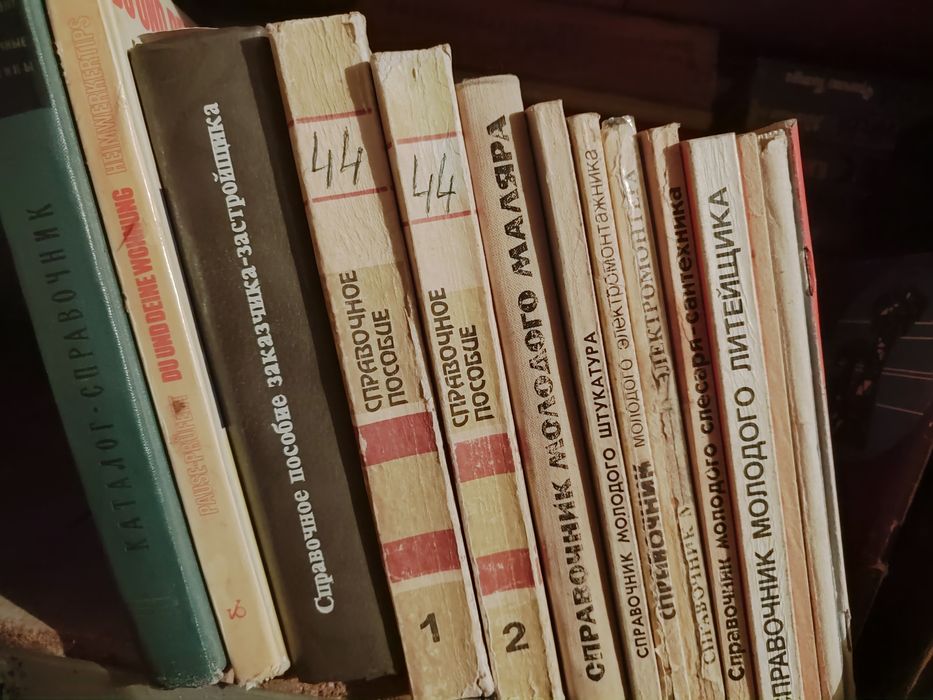 КАТАЛОГ-СПРАВОЧНИК
HEIMWERKERTIPS
DU UND DEINE WOHNUNG
Справочное пособие заказчика-застройщика
44
СПРАВОЧНОЕ
ПОСОБИЕ
1
44
СПРАВОЧНОЕ
ПОСОБИЕ
2
СПРАВОЧНИК МОЛОДОГО МАЛЯРА
СПРАВОЧНИК МОЛОДОГО ШТУКАТУРА
СПРАВОЧНИК молодого электромонтажника
СПРАВОЧНИК ЭЛЕКТРОМОНТЕРА
Справочник молодого слесаря-сантехника
СПРАВОЧНИК МОЛОДОГО ЛИТЕЙЩИКА